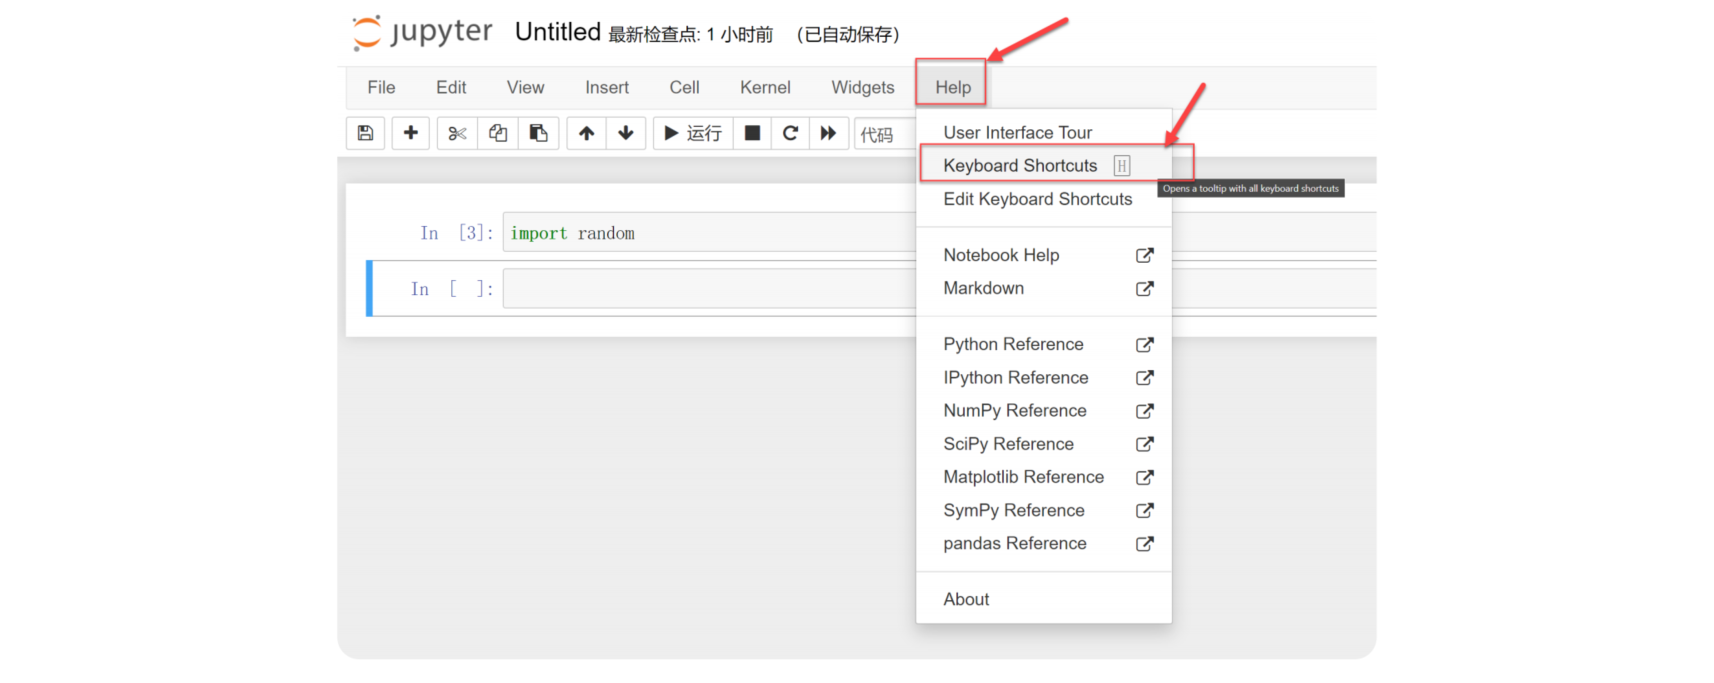 jupyter Untitled 最新检查点: 1 小时前 (已自动保存)
File Edit View Insert Cell Kernel Widgets Help
运行 代码
User Interface Tour
Keyboard Shortcuts H
Opens a tooltip with all keyboard shortcuts
Edit Keyboard Shortcuts
Notebook Help
Markdown
Python Reference
IPython Reference
NumPy Reference
SciPy Reference
Matplotlib Reference
SymPy Reference
pandas Reference
About
In [3]: import random
In [ ]: